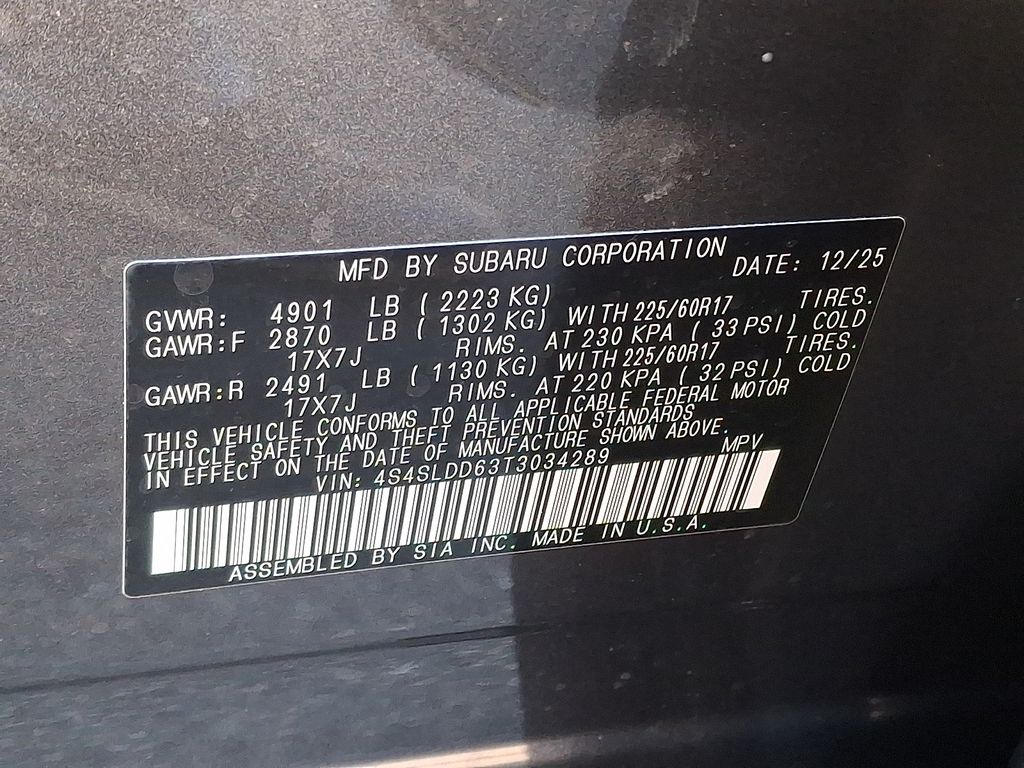 MFD BY SUBARU CORPORATION DATE: 12/25
GVWR: 4901 LB (2223 KG)
GAWR:F 2870 LB (1302 KG) WITH 225/60R17 TIRES.
17X7J RIMS. AT 230 KPA (33 PSI) COLD
GAWR:R 2491 LB (1130 KG) WITH 225/60R17 TIRES.
17X7J RIMS. AT 220 KPA (32 PSI) COLD
THIS VEHICLE CONFORMS TO ALL APPLICABLE FEDERAL MOTOR
VEHICLE SAFETY AND THEFT PREVENTION STANDARDS
IN EFFECT ON THE DATE OF MANUFACTURE SHOWN ABOVE.
VIN: 4S4SLDD63T3034289 MPV
ASSEMBLED BY SIA INC. MADE IN U.S.A.